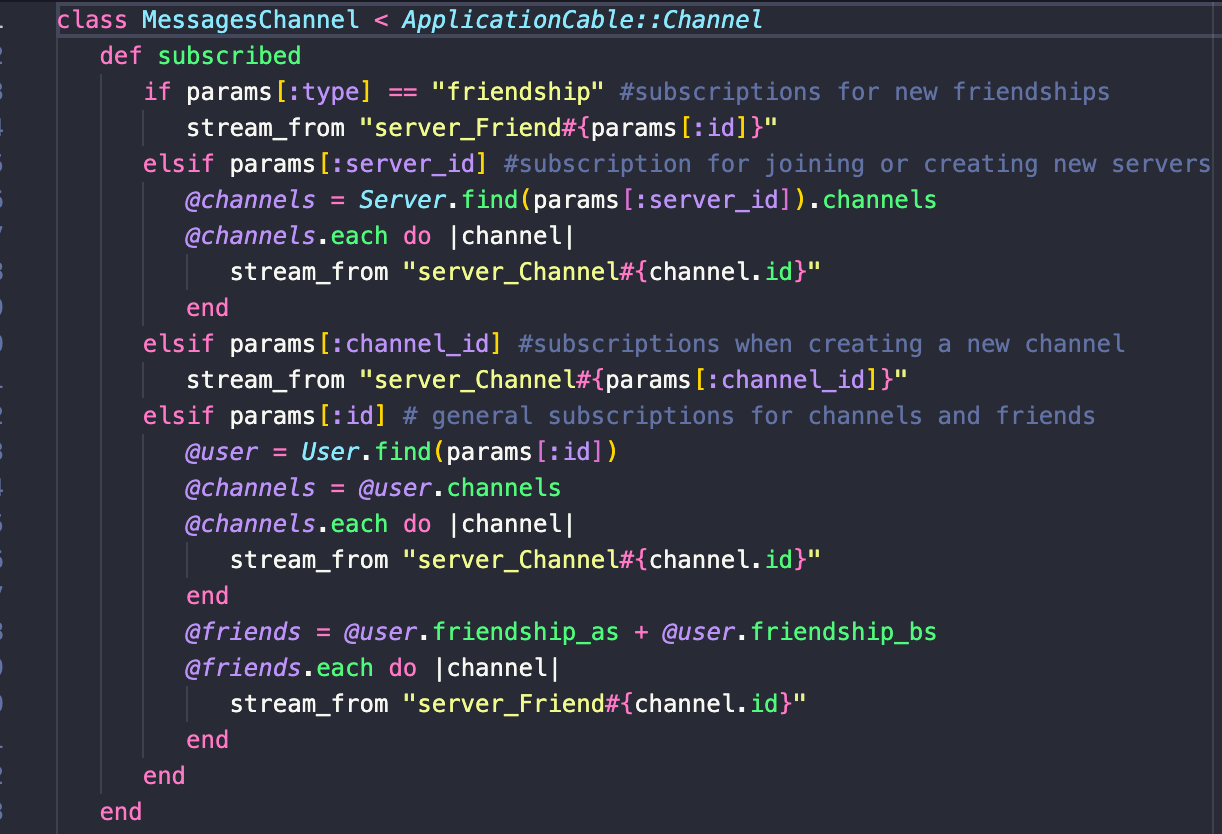 class MessagesChannel < ApplicationCable::Channel
def subscribed
if params[:type] == "friendship" #subscriptions for new friendships
stream_from "server_Friend#{params[:id]}"
elsif params[:server_id] #subscription for joining or creating new servers
@channels = Server.find(params[:server_id]).channels
@channels.each do |channel|
stream_from "server_Channel#{channel.id}"
end
elsif params[:channel_id] #subscriptions when creating a new channel
stream_from "server_Channel#{params[:channel_id]}"
elsif params[:id] # general subscriptions for channels and friends
@user = User.find(params[:id])
@channels = @user.channels
@channels.each do |channel|
stream_from "server_Channel#{channel.id}"
end
@friends = @user.friendship_as + @user.friendship_bs
@friends.each do |channel|
stream_from "server_Friend#{channel.id}"
end
end
end